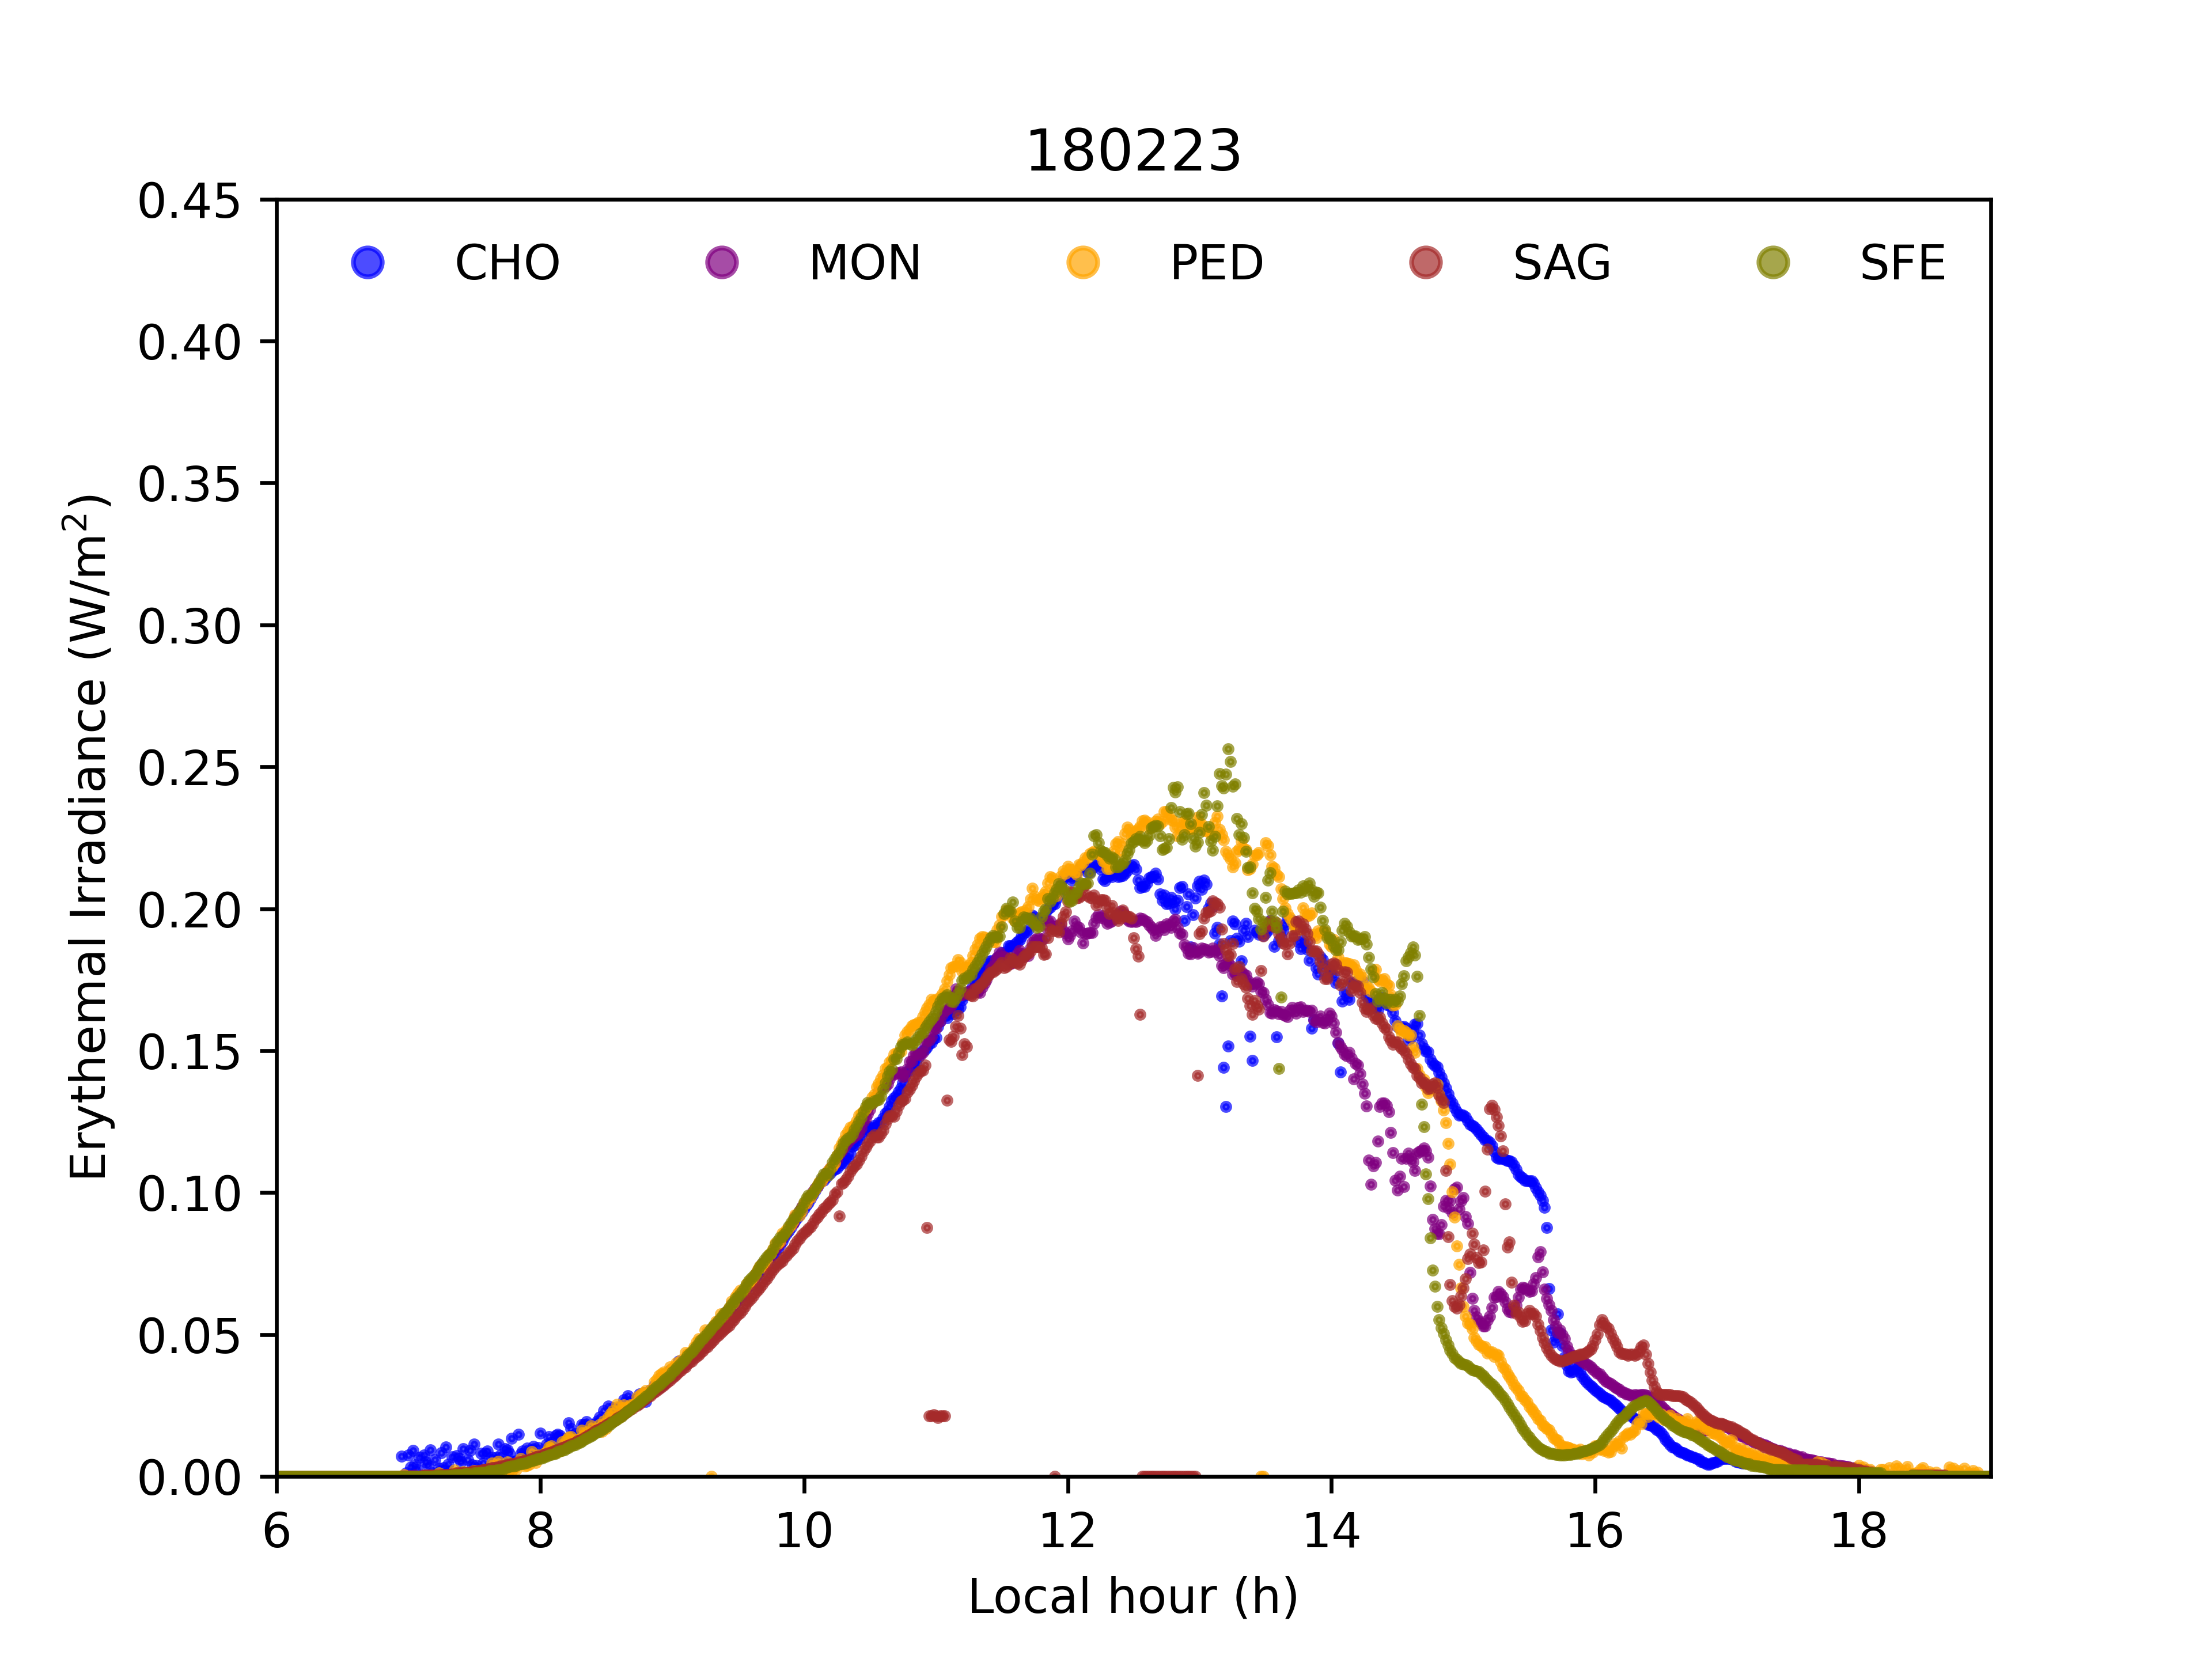 180223
CHO MON PED SAG SFE
Erythemal Irradiance (W/m²)
0.45
0.40
0.35
0.30
0.25
0.20
0.15
0.10
0.05
0.00
6 8 10 12 14 16 18
Local hour (h)